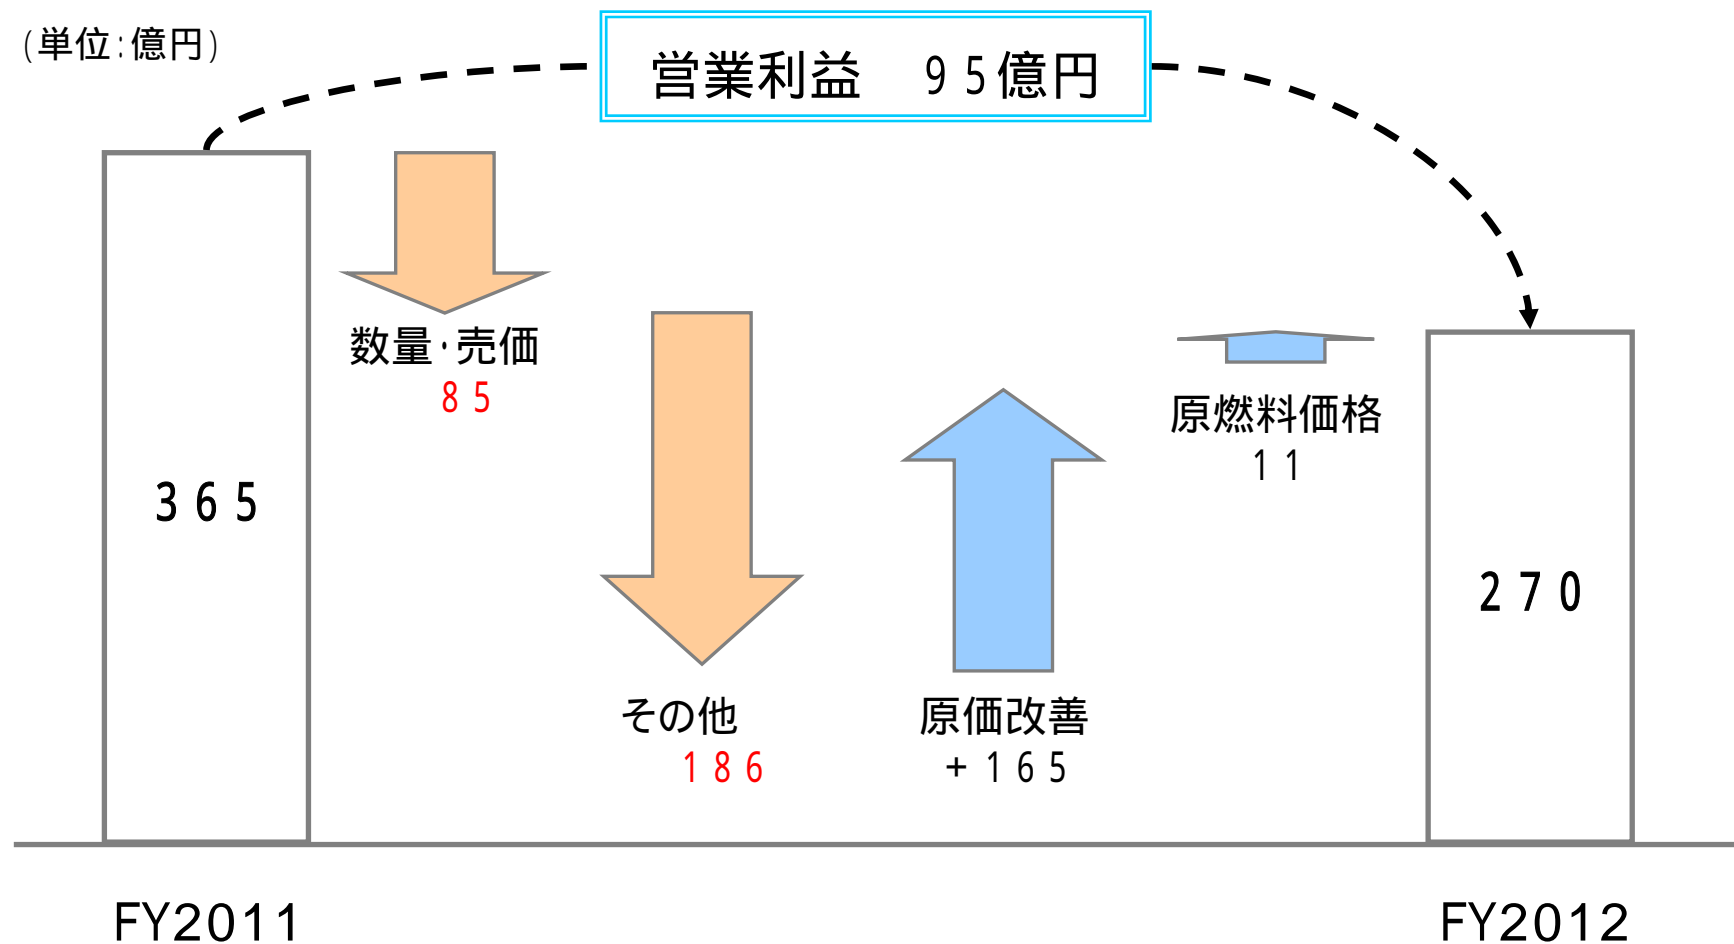 (単位:億円)
営業利益　95億円
数量・売価
85
その他
186
原価改善
+165
原燃料価格
11
365
270
FY2011
FY2012